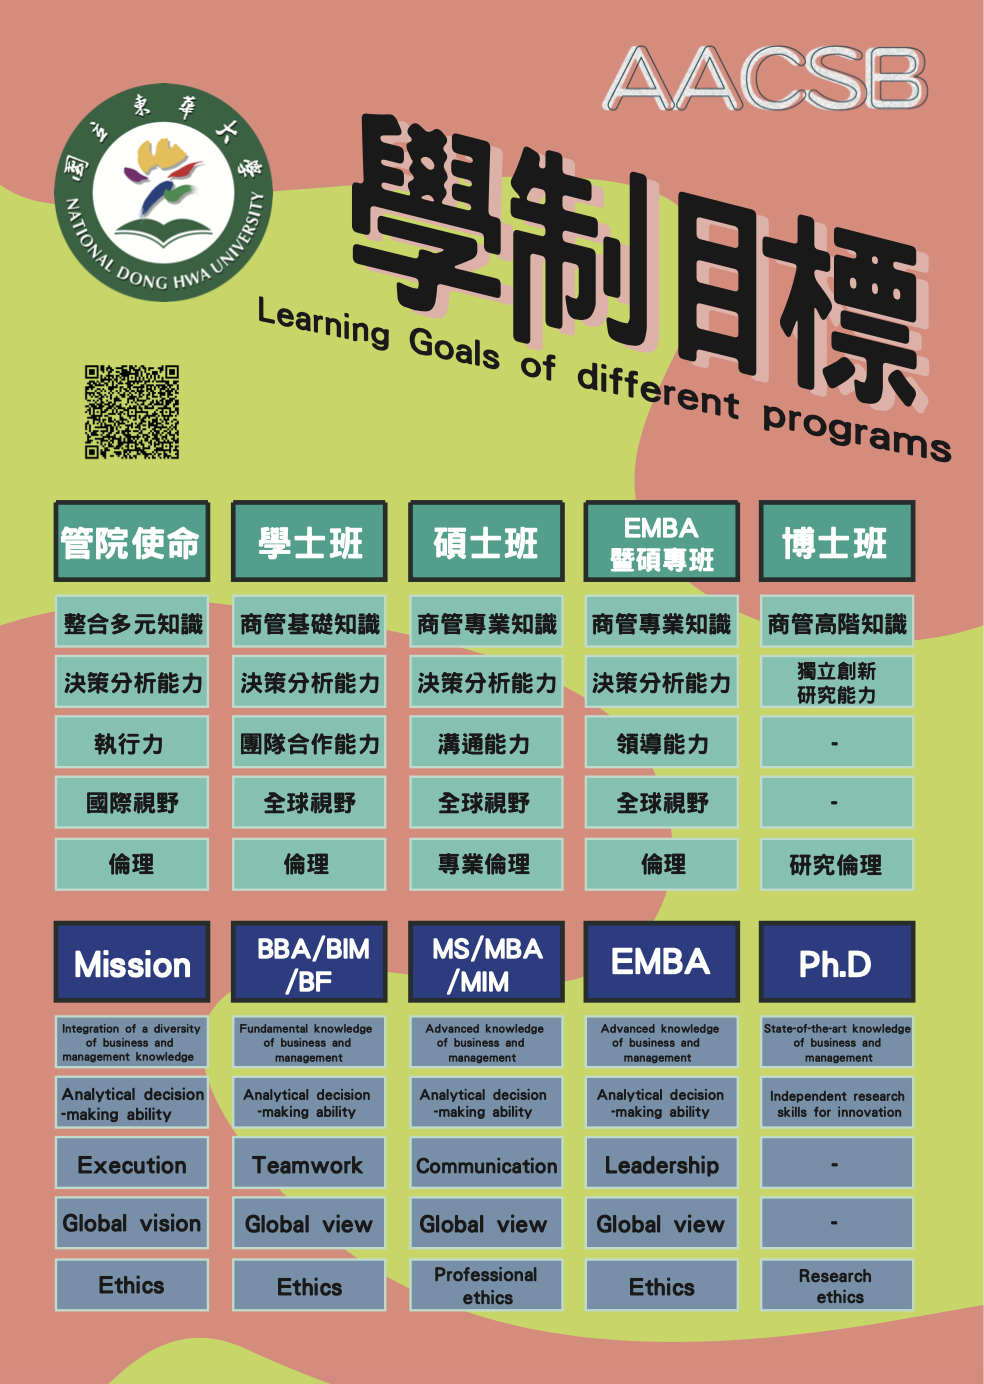 AACSB
國立東華大學
NATIONAL DONG HWA UNIVERSITY
學制目標
Learning Goals of different programs
管院使命
學士班
碩士班
EMBA
暨碩專班
博士班
整合多元知識
商管基礎知識
商管專業知識
商管專業知識
商管高階知識
決策分析能力
決策分析能力
決策分析能力
決策分析能力
獨立創新
研究能力
執行力
團隊合作能力
溝通能力
領導能力
-
國際視野
全球視野
全球視野
全球視野
-
倫理
倫理
專業倫理
倫理
研究倫理
Mission
BBA/BIM
/BF
MS/MBA
/MIM
EMBA
Ph.D
Integration of a diversity
of business and
management knowledge
Fundamental knowledge
of business and
management
Advanced knowledge
of business and
management
Advanced knowledge
of business and
management
State-of-the-art knowledge
of business and
management
Analytical decision
-making ability
Analytical decision
-making ability
Analytical decision
-making ability
Analytical decision
-making ability
Independent research
skills for innovation
Execution
Teamwork
Communication
Leadership
-
Global vision
Global view
Global view
Global view
-
Ethics
Ethics
Professional
ethics
Ethics
Research
ethics